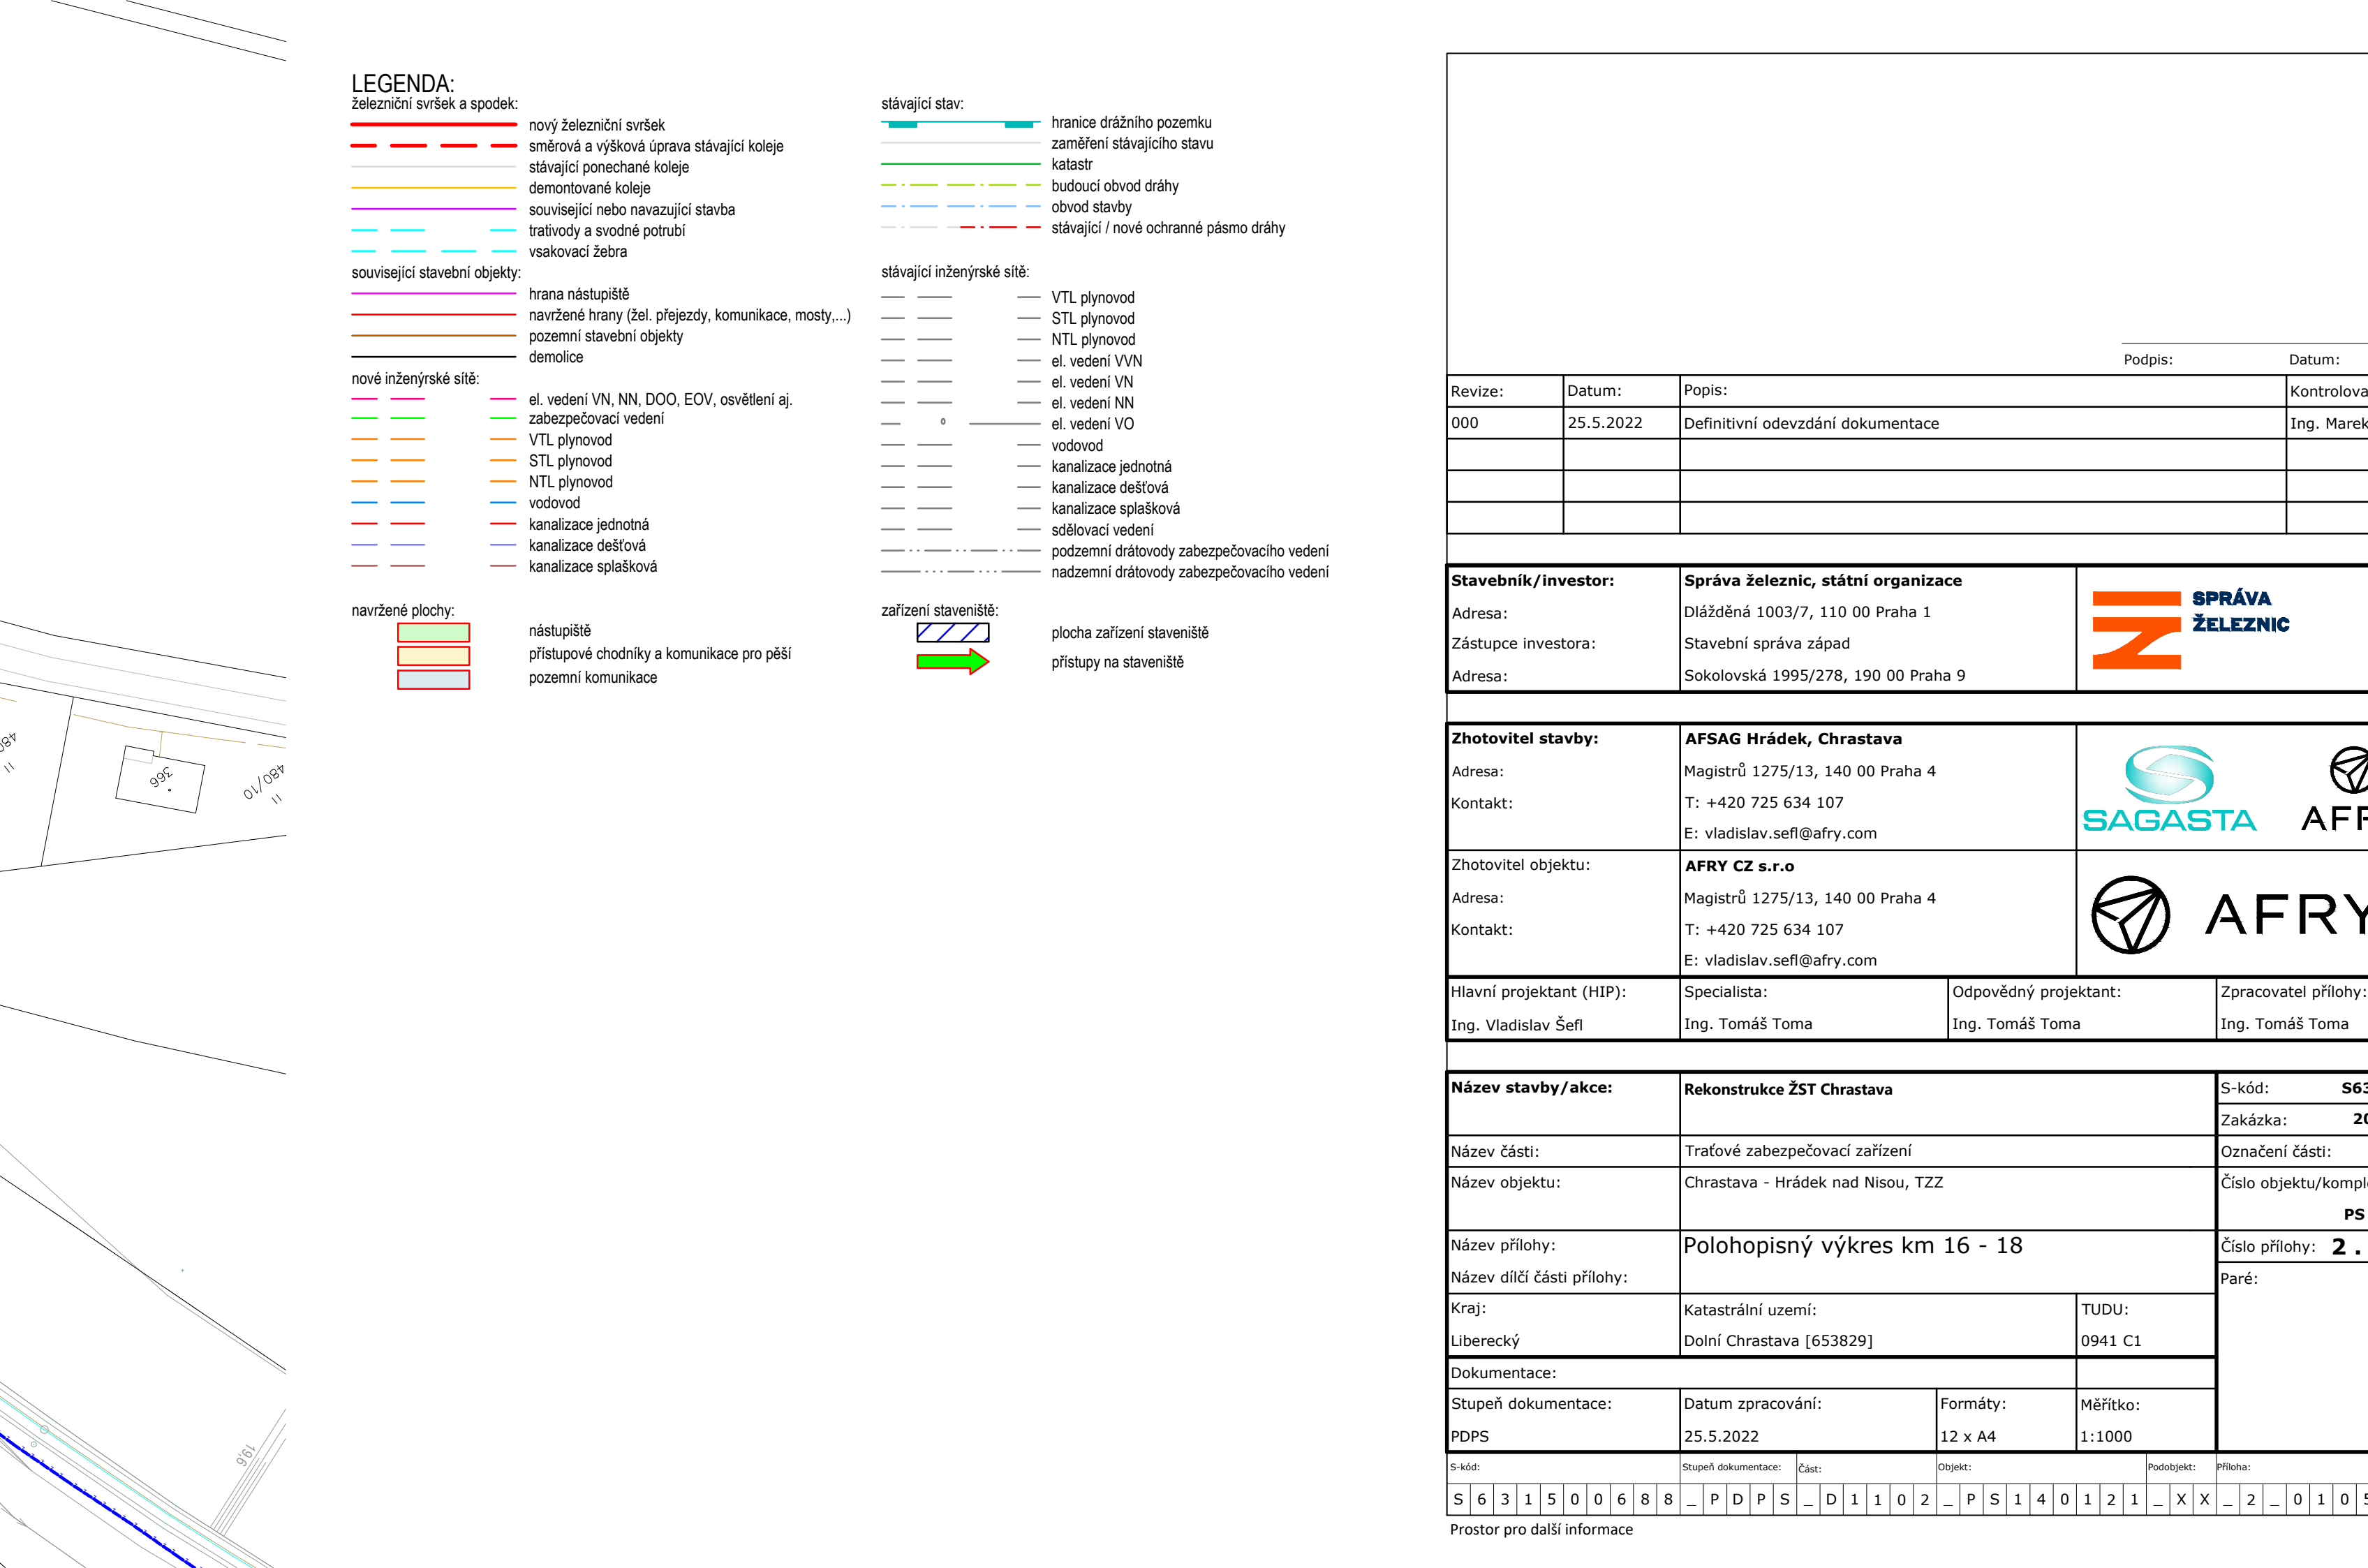 LEGENDA:
železniční svršek a spodek:
nový železniční svršek
směrová a výšková úprava stávající koleje
stávající ponechané koleje
demontované koleje
související nebo navazující stavba
trativody a svodné potrubí
vsakovací žebra
související stavební objekty:
hrana nástupiště
navržené hrany (žel. přejezdy, komunikace, mosty,...)
pozemní stavební objekty
demolice
nové inženýrské sítě:
el. vedení VN, NN, DOO, EOV, osvětlení aj.
zabezpečovací vedení
VTL plynovod
STL plynovod
NTL plynovod
vodovod
kanalizace jednotná
kanalizace dešťová
kanalizace splašková
navržené plochy:
nástupiště
přístupové chodníky a komunikace pro pěší
pozemní komunikace
stávající stav:
hranice drážního pozemku
zaměření stávajícího stavu
katastr
budoucí obvod dráhy
obvod stavby
stávající / nové ochranné pásmo dráhy
stávající inženýrské sítě:
VTL plynovod
STL plynovod
NTL plynovod
el. vedení VVN
el. vedení VN
el. vedení NN
el. vedení VO
vodovod
kanalizace jednotná
kanalizace dešťová
kanalizace splašková
sdělovací vedení
podzemní drátovody zabezpečovacího vedení
nadzemní drátovody zabezpečovacího vedení
zařízení staveniště:
plocha zařízení staveniště
přístupy na staveniště
480
366
480/10
19,6
Podpis: Datum:
Revize: Datum: Popis: Kontrolova
000 25.5.2022 Definitivní odevzdání dokumentace Ing. Marek
Stavebník/investor: Správa železnic, státní organizace
Adresa: Dlážděná 1003/7, 110 00 Praha 1
Zástupce investora: Stavební správa západ
Adresa: Sokolovská 1995/278, 190 00 Praha 9
SPRÁVA
ŽELEZNIC
Zhotovitel stavby: AFSAG Hrádek, Chrastava
Adresa: Magistrů 1275/13, 140 00 Praha 4
Kontakt: T: +420 725 634 107
E: vladislav.sefl@afry.com
SAGASTA AFR
Zhotovitel objektu: AFRY CZ s.r.o
Adresa: Magistrů 1275/13, 140 00 Praha 4
Kontakt: T: +420 725 634 107
E: vladislav.sefl@afry.com
AFRY
Hlavní projektant (HIP): Specialista: Odpovědný projektant: Zpracovatel přílohy:
Ing. Vladislav Šefl Ing. Tomáš Toma Ing. Tomáš Toma Ing. Tomáš Toma
Název stavby/akce: Rekonstrukce ŽST Chrastava S-kód: S63
Zakázka: 20
Název části: Traťové zabezpečovací zařízení Označení části:
Název objektu: Chrastava - Hrádek nad Nisou, TZZ Číslo objektu/kompl
PS
Název přílohy: Polohopisný výkres km 16 - 18 Číslo přílohy: 2 .
Název dílčí části přílohy: Paré:
Kraj: Katastrální uzemí: TUDU:
Liberecký Dolní Chrastava [653829] 0941 C1
Dokumentace:
Stupeň dokumentace: Datum zpracování: Formáty: Měřítko:
PDPS 25.5.2022 12 x A4 1:1000
S-kód: Stupeň dokumentace: Část: Objekt: Podobjekt: Příloha:
S 6 3 1 5 0 0 6 8 8 _ P D P S _ D 1 1 0 2 _ P S 1 4 0 1 2 1 _ X X _ 2 _ 0 1 0 5
Prostor pro další informace